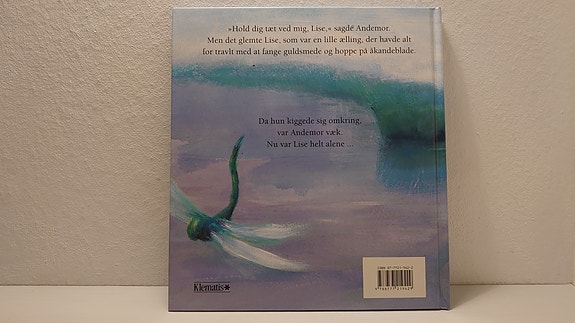 »Hold dig tæt ved mig, Lise,« sagde Andemor.
Men det glemte Lise, som var en lille ælling, der havde alt
for travlt med at fange guldsmede og hoppe på åkandeblade.
Da hun kiggede sig omkring,
var Andemor væk.
Nu var Lise helt alene ...
Klematis